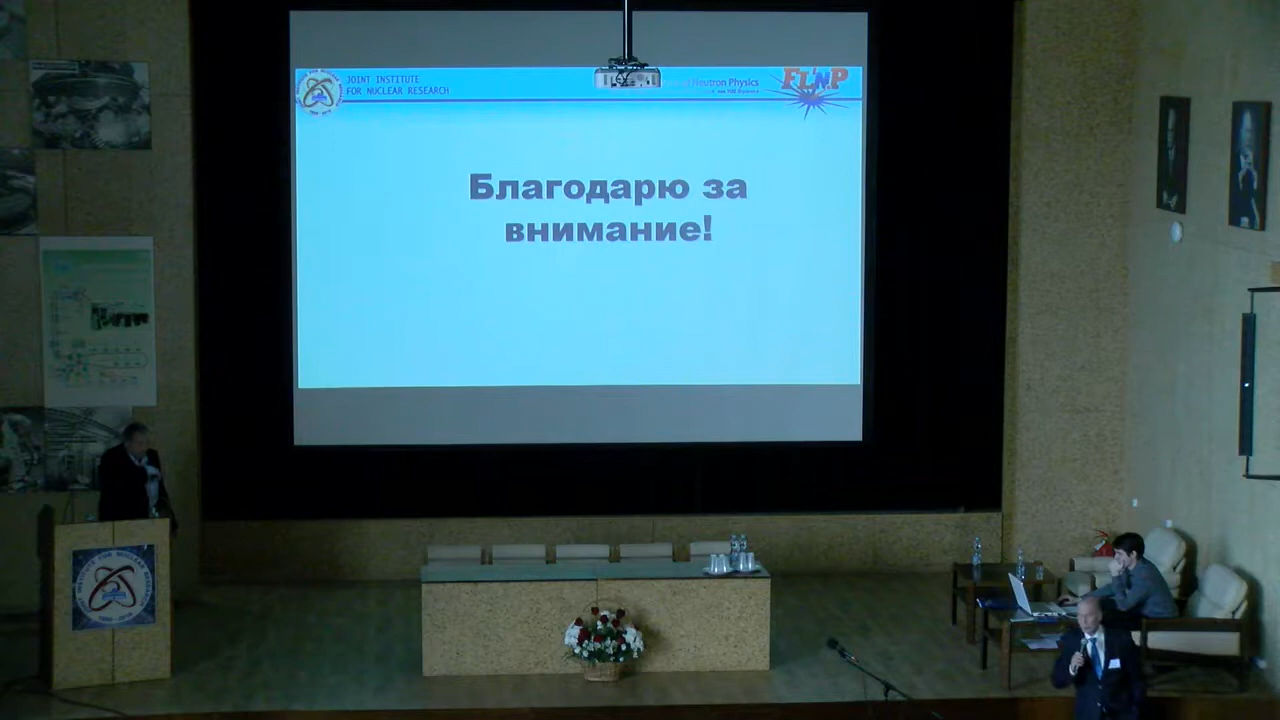 JOINT INSTITUTE
FOR NUCLEAR RESEARCH
Neutron Physics
FLNP
Благодарю за
внимание!